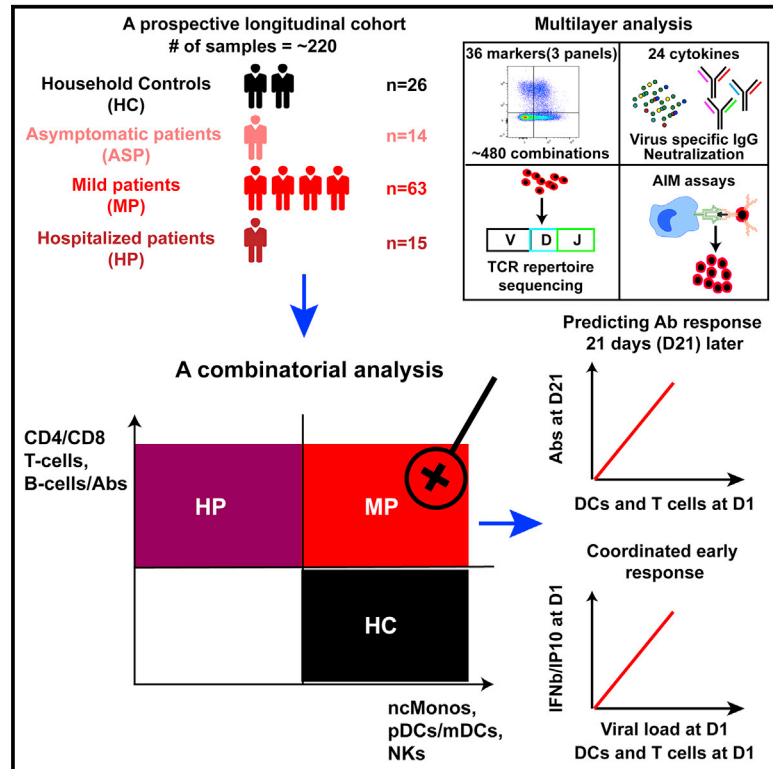 A prospective longitudinal cohort
# of samples = ~220
Household Controls
(HC)
n=26
Asymptomatic patients
(ASP)
n=14
Mild patients
(MP)
n=63
Hospitalized patients
(HP)
n=15
Multilayer analysis
36 markers(3 panels)
~480 combinations
24 cytokines
Virus specific IgG
Neutralization
V D J
TCR repertoire
sequencing
AIM assays
A combinatorial analysis
CD4/CD8
T-cells,
B-cells/Abs
HP
MP
HC
ncMonos,
pDCs/mDCs,
NKs
Predicting Ab response
21 days (D21) later
Abs at D21
DCs and T cells at D1
Coordinated early
response
IFNb/IP10 at D1
Viral load at D1
DCs and T cells at D1